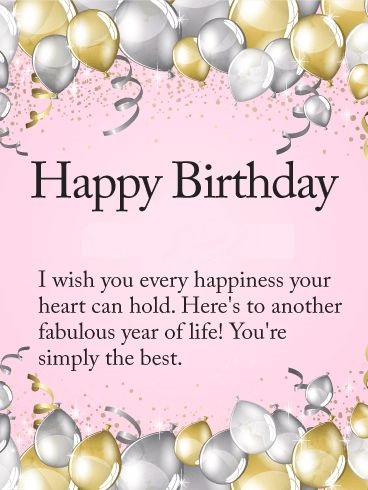 Happy Birthday
I wish you every happiness your
heart can hold. Here's to another
fabulous year of life! You're
simply the best.